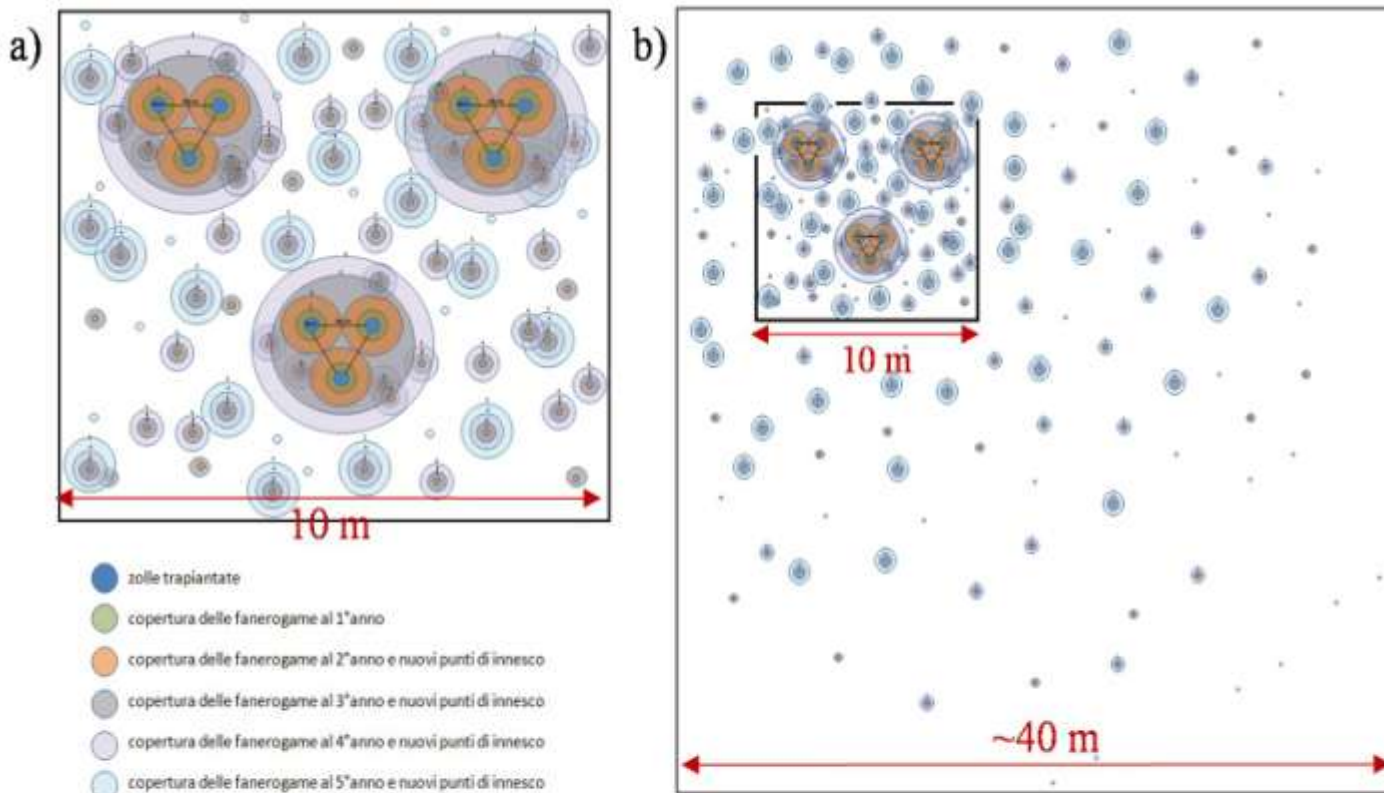 a)
b)
10 m
10 m
~40 m
zolle trapiantate
copertura delle fanerogame al 1°anno
copertura delle fanerogame al 2°anno e nuovi punti di innesco
copertura delle fanerogame al 3°anno e nuovi punti di innesco
copertura delle fanerogame al 4°anno e nuovi punti di innesco
copertura delle fanerogame al 5°anno e nuovi punti di innesco